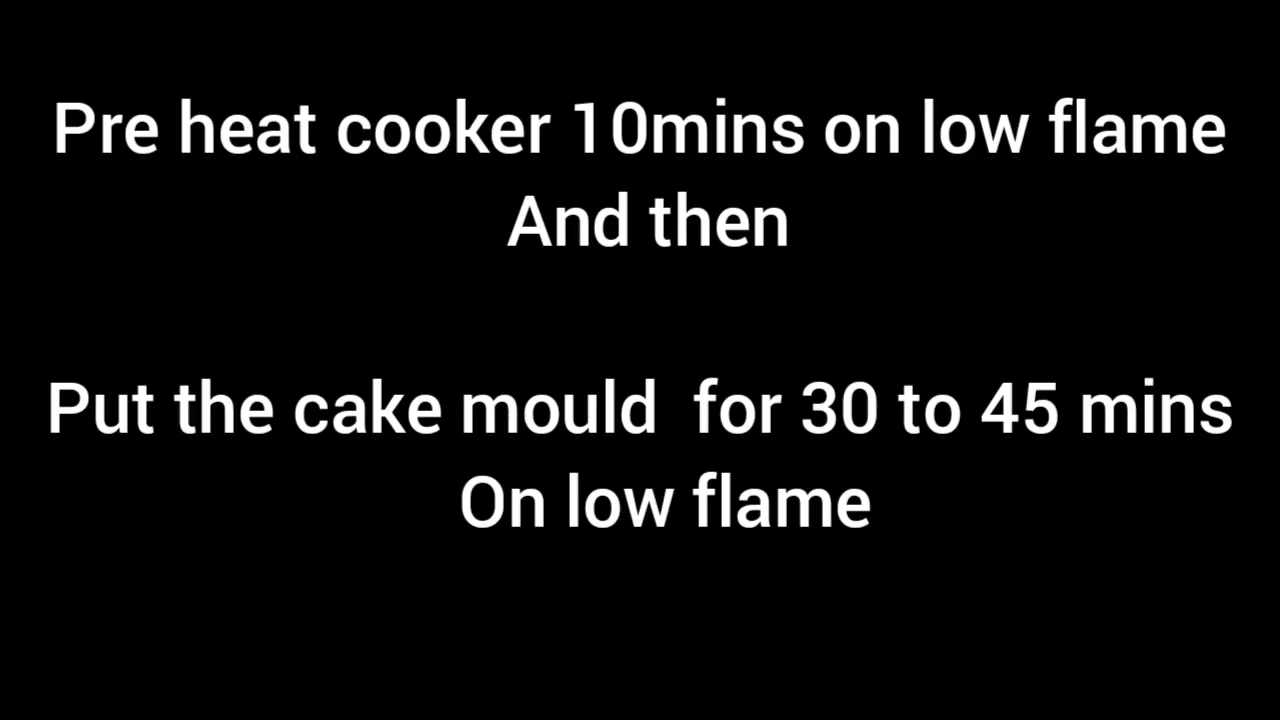 Pre heat cooker 10mins on low flame
And then
Put the cake mould  for 30 to 45 mins
On low flame